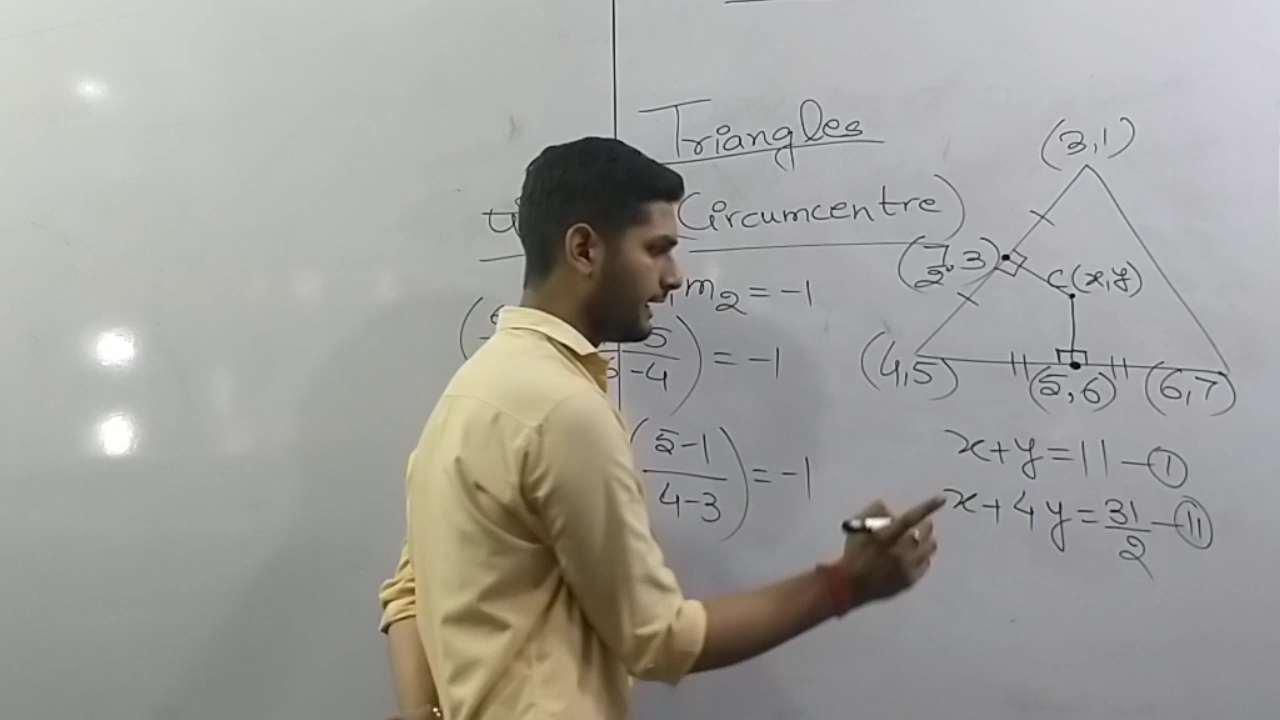 Triangles
(Circumcentre)
m₂ = -1
-4) = -1
(5-1
4-3) = -1
(3,1)
(7/2, 3)
C(x,y)
(4,5)
(5,6)
(6,7)
x+y=11-①
x+4y=31/2-⑪